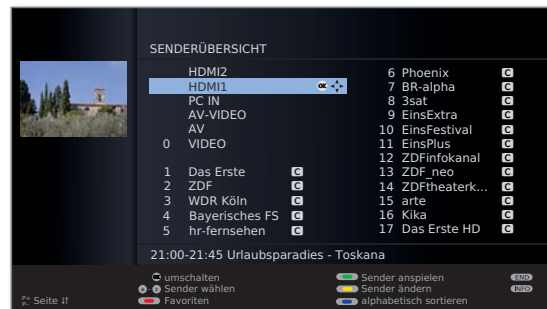 SENDERÜBERSICHT
HDMI2
HDMI1 OK
PC IN
AV-VIDEO
AV
0 VIDEO
1 Das Erste C
2 ZDF C
3 WDR Köln C
4 Bayerisches FS C
5 hr-fernsehen C
6 Phoenix C
7 BR-alpha C
8 3sat C
9 EinsExtra C
10 EinsFestival C
11 EinsPlus C
12 ZDFinfokanal C
13 ZDF_neo C
14 ZDFtheaterk... C
15 arte C
16 Kika C
17 Das Erste HD C
21:00-21:45 Urlaubsparadies - Toskana
umschalten
Sender wählen
Favoriten
Sender anspielen
Sender ändern
alphabetisch sortieren
END
INFO
P+
P-
Seite